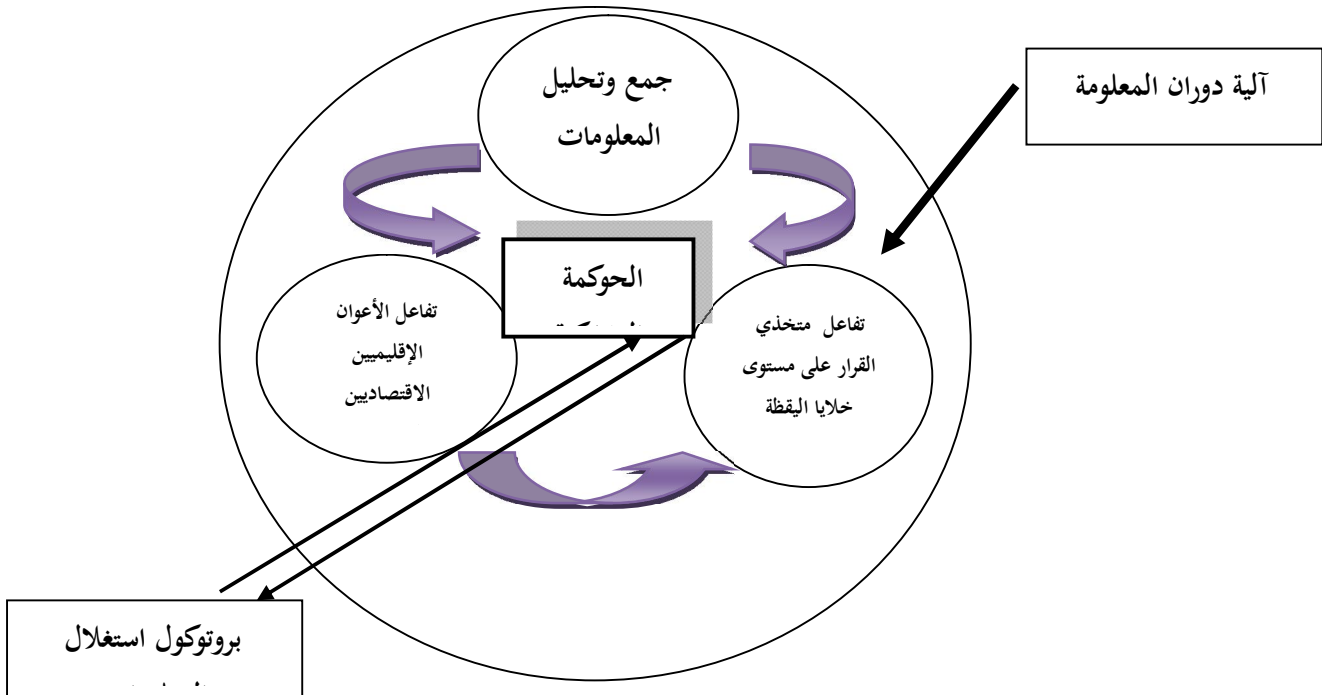 جمع وتحليل
المعلومات
آلية دوران المعلومة
الحوكمة
تفاعل متخذي
القرار على مستوى
خلايا اليقظة
تفاعل الأعوان
الإقليميين
الاقتصاديين
بروتوكول استغلال